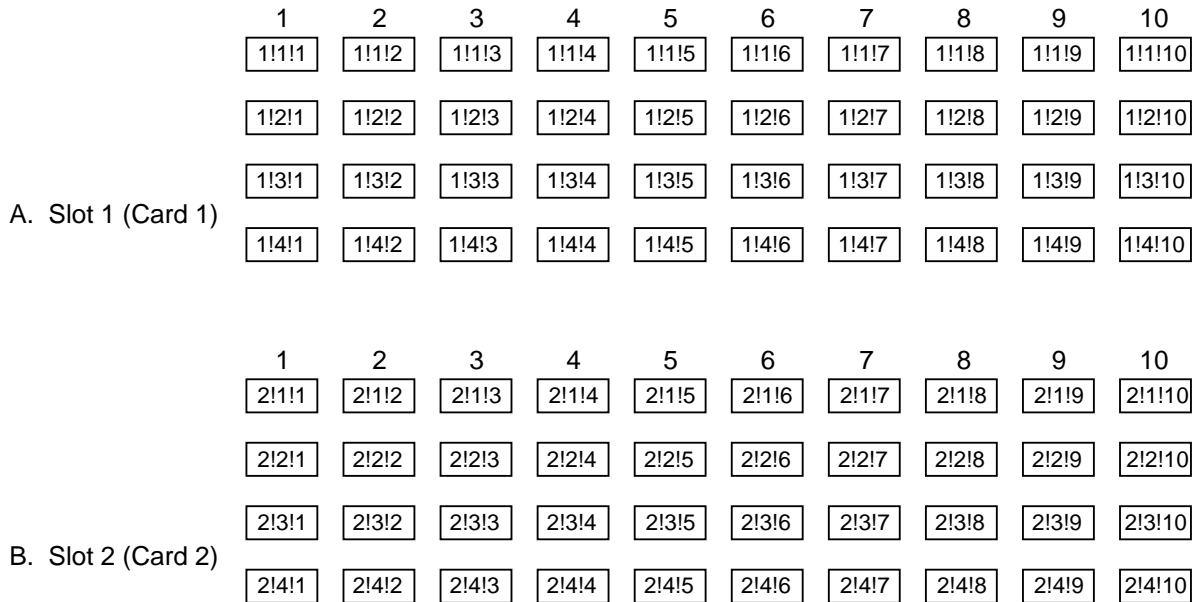 1 2 3 4 5 6 7 8 9 10
1!1!1 1!1!2 1!1!3 1!1!4 1!1!5 1!1!6 1!1!7 1!1!8 1!1!9 1!1!10
1!2!1 1!2!2 1!2!3 1!2!4 1!2!5 1!2!6 1!2!7 1!2!8 1!2!9 1!2!10
1!3!1 1!3!2 1!3!3 1!3!4 1!3!5 1!3!6 1!3!7 1!3!8 1!3!9 1!3!10
A. Slot 1 (Card 1)
1!4!1 1!4!2 1!4!3 1!4!4 1!4!5 1!4!6 1!4!7 1!4!8 1!4!9 1!4!10
1 2 3 4 5 6 7 8 9 10
2!1!1 2!1!2 2!1!3 2!1!4 2!1!5 2!1!6 2!1!7 2!1!8 2!1!9 2!1!10
2!2!1 2!2!2 2!2!3 2!2!4 2!2!5 2!2!6 2!2!7 2!2!8 2!2!9 2!2!10
2!3!1 2!3!2 2!3!3 2!3!4 2!3!5 2!3!6 2!3!7 2!3!8 2!3!9 2!3!10
B. Slot 2 (Card 2)
2!4!1 2!4!2 2!4!3 2!4!4 2!4!5 2!4!6 2!4!7 2!4!8 2!4!9 2!4!10